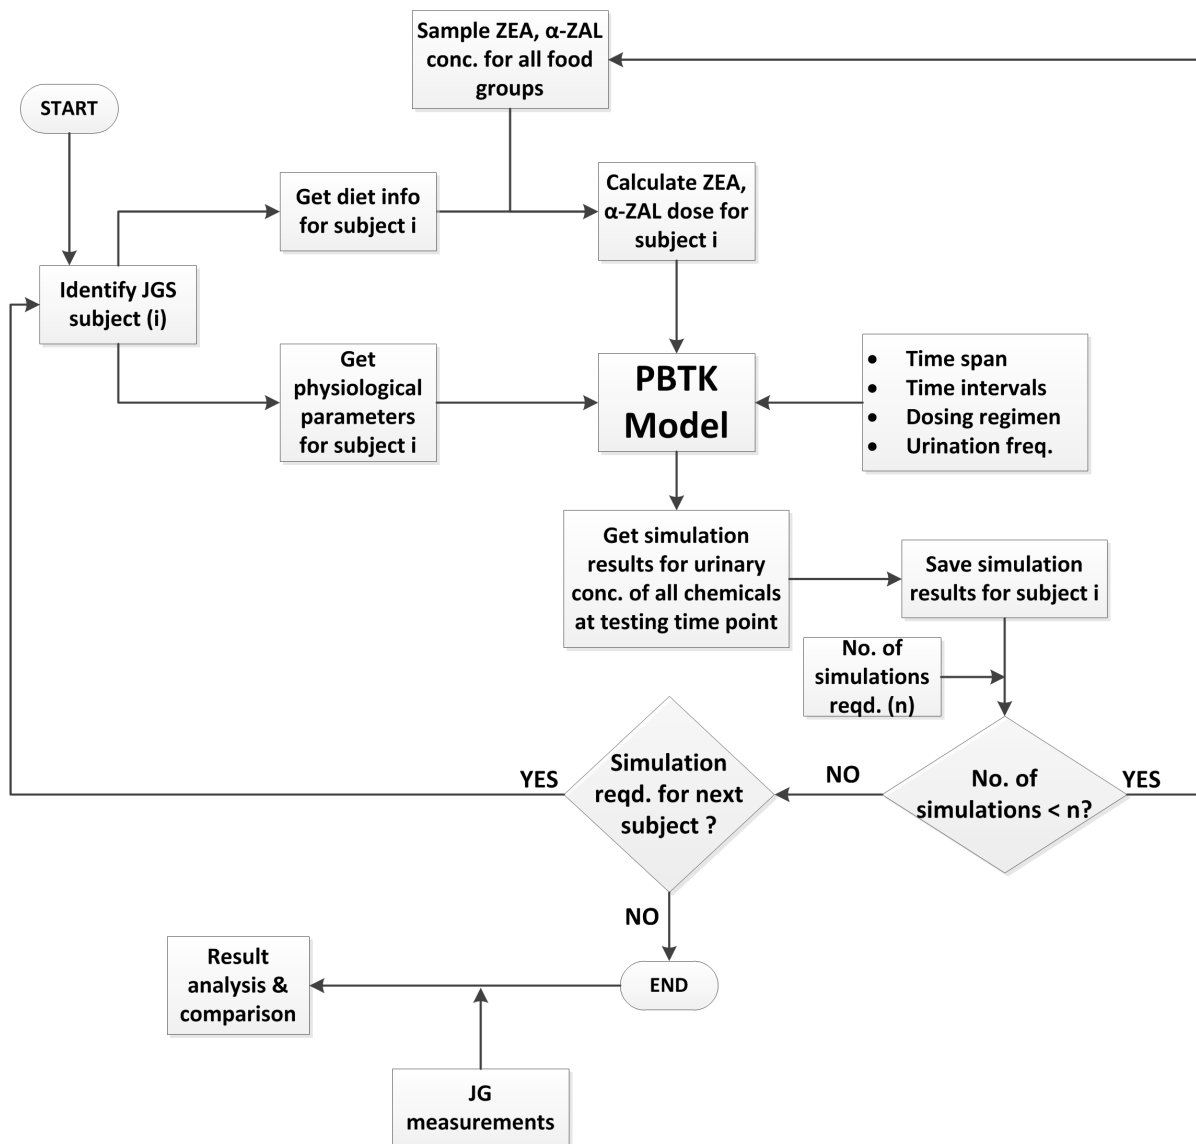 Sample ZEA, α-ZAL
conc. for all food
groups
START
Get diet info
for subject i
Calculate ZEA,
α-ZAL dose for
subject i
Identify JGS
subject (i)
Get
physiological
parameters
for subject i
PBTK
Model
• Time span
• Time intervals
• Dosing regimen
• Urination freq.
Get simulation
results for urinary
conc. of all chemicals
at testing time point
Save simulation
results for subject i
No. of
simulations
reqd. (n)
No. of
simulations < n?
YES
NO
Simulation
reqd. for next
subject ?
YES
NO
END
Result
analysis &
comparison
JG
measurements